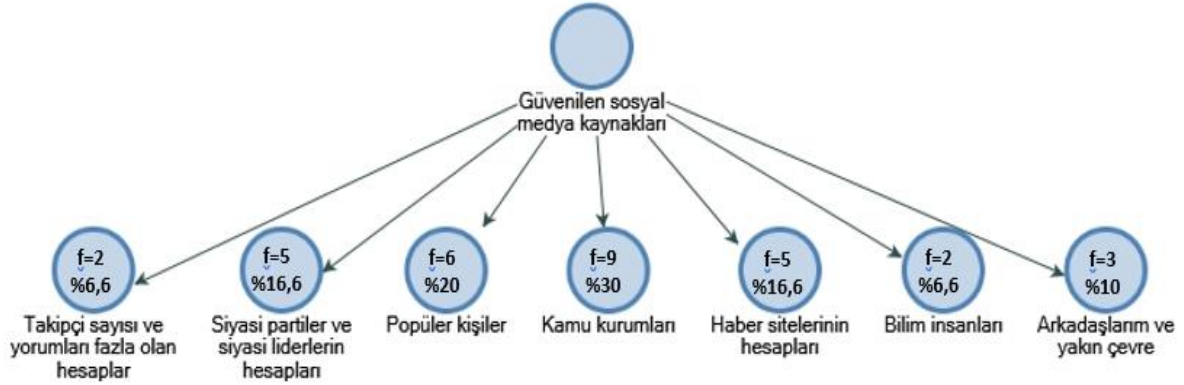 Güvenilen sosyal
medya kaynakları
f=2
%6,6
Takipçi sayısı ve
yorumları fazla olan
hesaplar
f=5
%16,6
Siyasi partiler ve
siyasi liderlerin
hesapları
f=6
%20
Popüler kişiler
f=9
%30
Kamu kurumları
f=5
%16,6
Haber sitelerinin
hesapları
f=2
%6,6
Bilim insanları
f=3
%10
Arkadaşlarım ve
yakın çevre